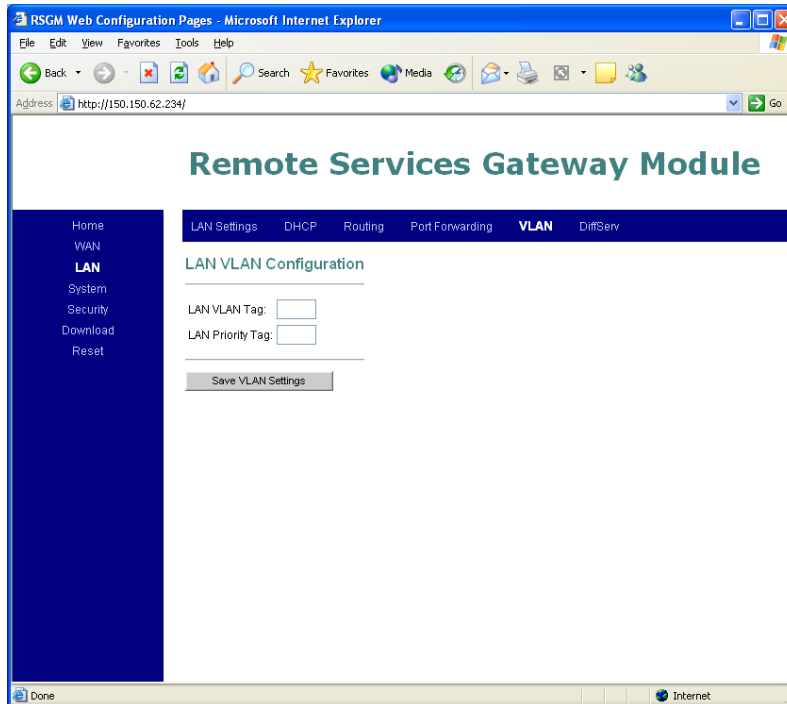 RSGM Web Configuration Pages - Microsoft Internet Explorer
File Edit View Favorites Tools Help
Back Search Favorites Media
Address http://150.150.62.234/ Go
Remote Services Gateway Module
Home
WAN
LAN
System
Security
Download
Reset
LAN Settings DHCP Routing Port Forwarding VLAN DiffServ
LAN VLAN Configuration
LAN VLAN Tag:
LAN Priority Tag:
Save VLAN Settings
Done Internet